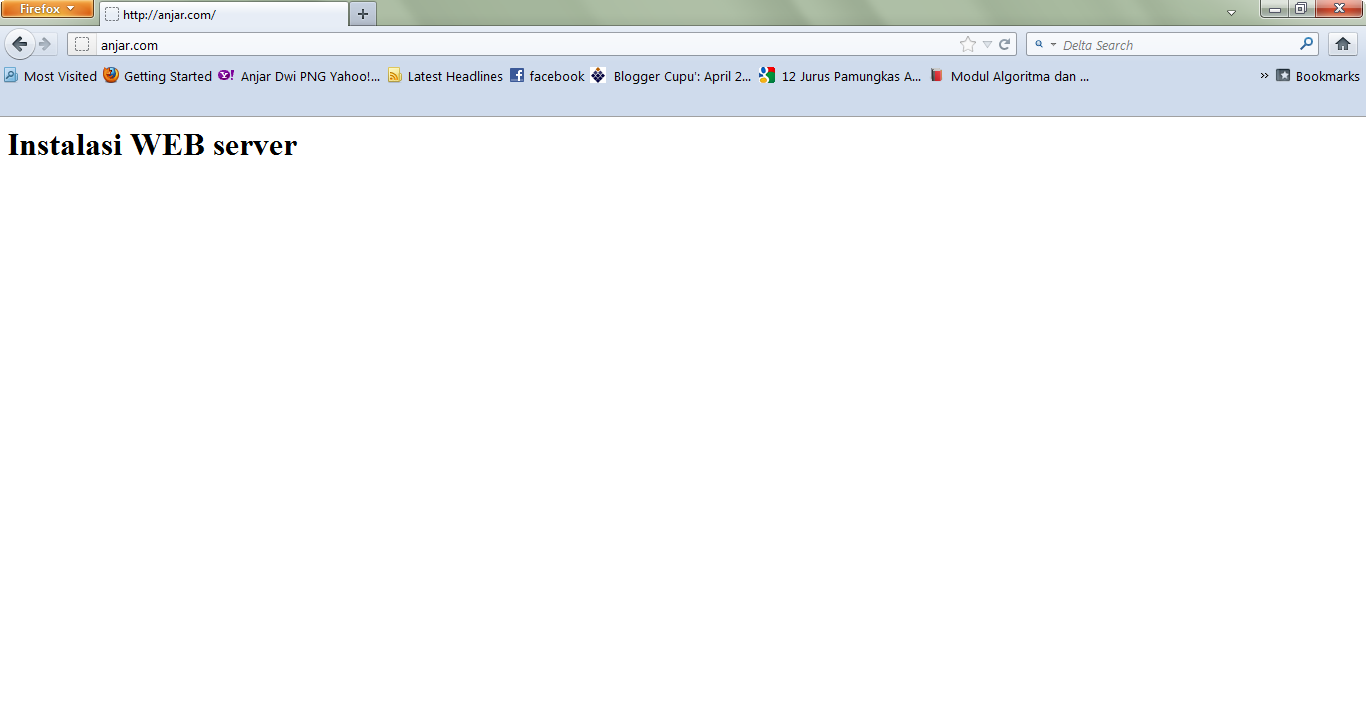 Firefox
http://anjar.com/
anjar.com
Delta Search
Most Visited Getting Started Anjar Dwi PNG Yahoo!... Latest Headlines facebook Blogger Cupu': April 2... 12 Jurus Pamungkas A... Modul Algoritma dan ... » Bookmarks
Instalasi WEB server